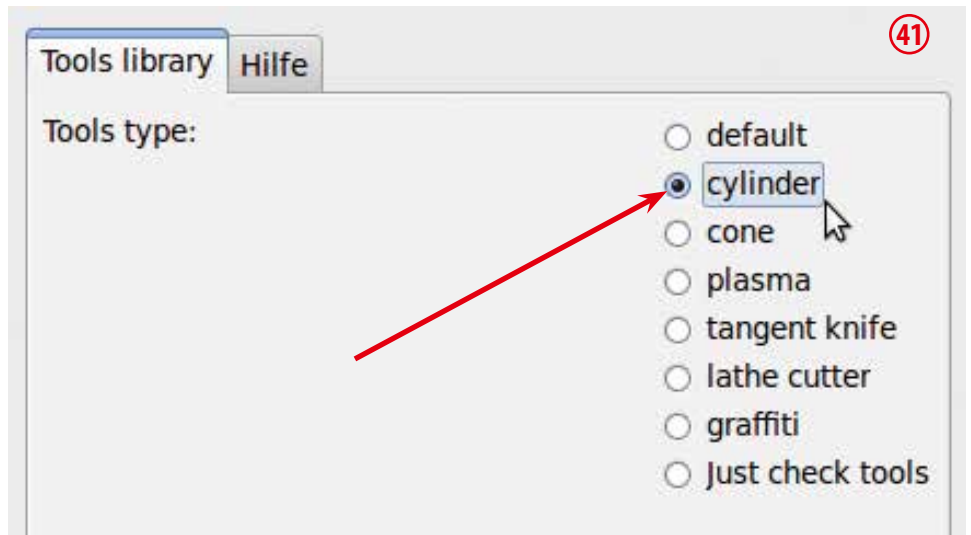 41
Tools library Hilfe
Tools type:
default
cylinder
cone
plasma
tangent knife
lathe cutter
graffiti
Just check tools